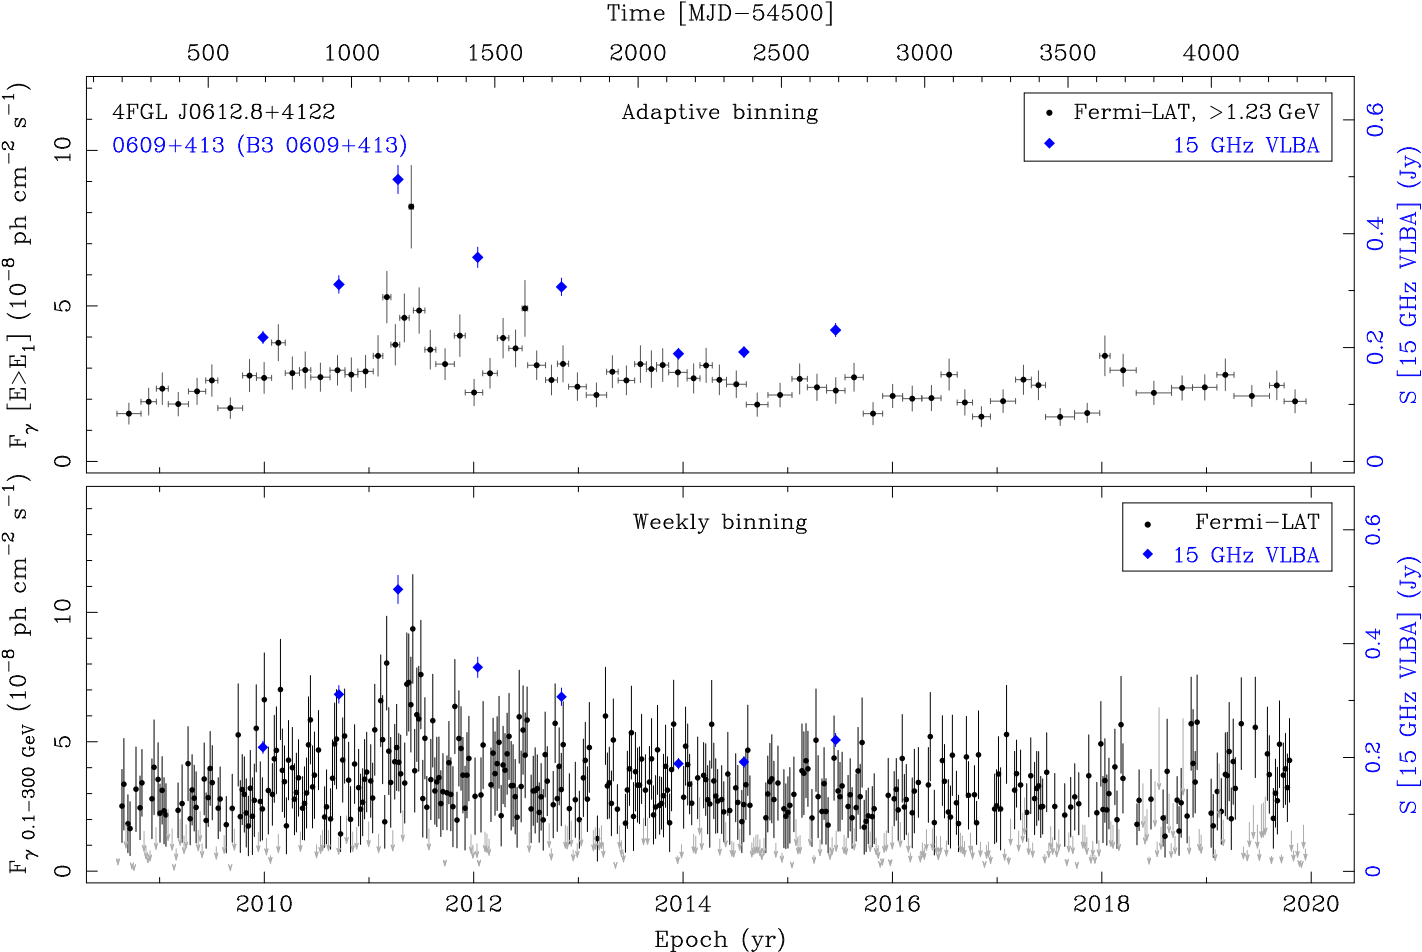 Time [MJD−54500]
500 1000 1500 2000 2500 3000 3500 4000
4FGL J0612.8+4122
0609+413 (B3 0609+413)
Adaptive binning
Fermi−LAT, >1.23 GeV
15 GHz VLBA
F_γ [E>E_1] (10^−8 ph cm^−2 s^−1)
10
5
0
S [15 GHz VLBA] (Jy)
0.6
0.4
0.2
0
Weekly binning
Fermi−LAT
15 GHz VLBA
F_γ 0.1−300 GeV (10^−8 ph cm^−2 s^−1)
10
5
0
S [15 GHz VLBA] (Jy)
0.6
0.4
0.2
0
2010 2012 2014 2016 2018 2020
Epoch (yr)